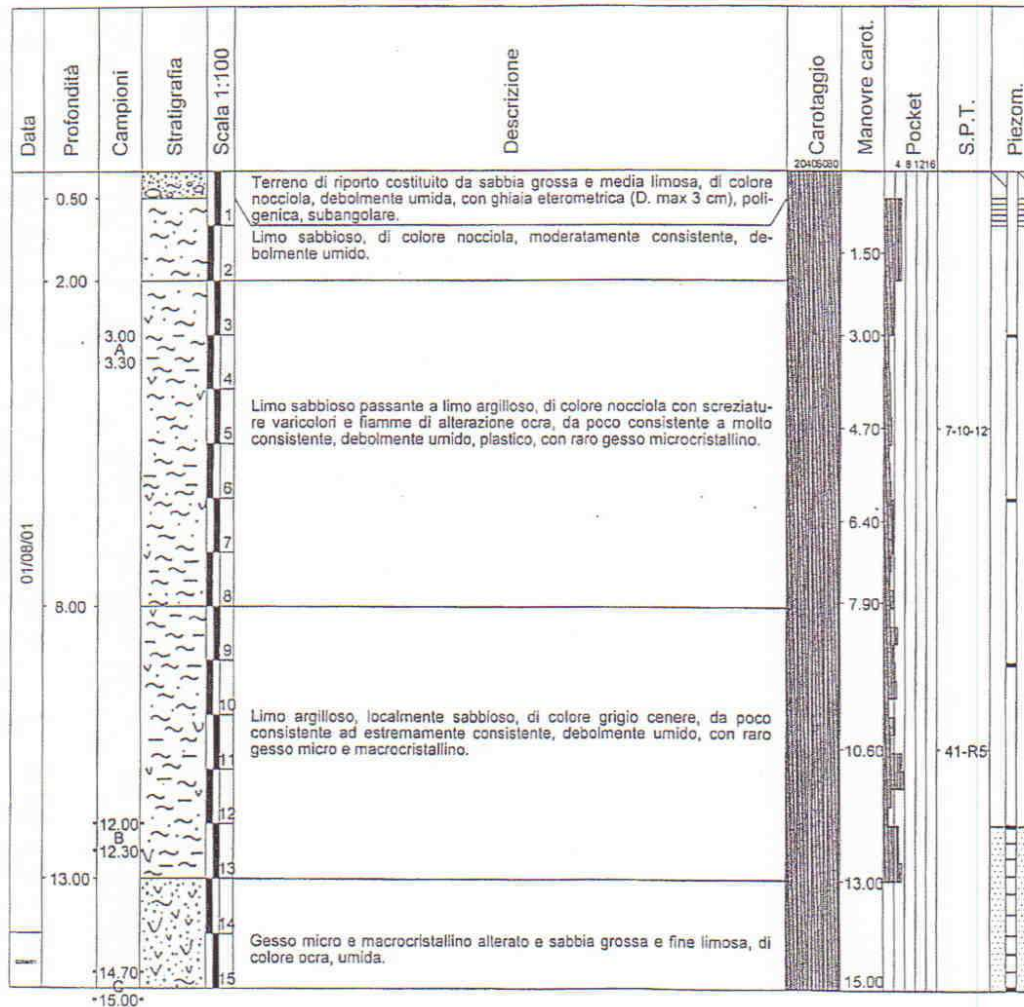 Data
Profondità
Campioni
Stratigrafia
Scala 1:100
Descrizione
Carotaggio
Manovre carot.
Pocket
S.P.T.
Piezom.
20406080
4 8 1216
Terreno di riporto costituito da sabbia grossa e media limosa, di colore
nocciola, debolmente umida, con ghiaia eterometrica (D. max 3 cm), poli-
genica, subangolare.
0.50
1
Limo sabbioso, di colore nocciola, moderatamente consistente, de-
bolmente umido.
1.50
2
2.00
3
3.00
A
3.30
3.00
4
Limo sabbioso passante a limo argilloso, di colore nocciola con screziatu-
re varicolori e fiamme di alterazione ocra, da poco consistente a molto
consistente, debolmente umido, plastico, con raro gesso microcristallino.
5
4.70
7-10-12
6
6.40
7
01/08/01
8
8.00
7.90
9
10
Limo argilloso, localmente sabbioso, di colore grigio cenere, da poco
consistente ad estremamente consistente, debolmente umido, con raro
gesso micro e macrocristallino.
11
10.60
41-R5
12
12.00
B
12.30
13
13.00
13.00
14
Gesso micro e macrocristallino alterato e sabbia grossa e fine limosa, di
colore ocra, umida.
14.70
C
15.00
15
15.00